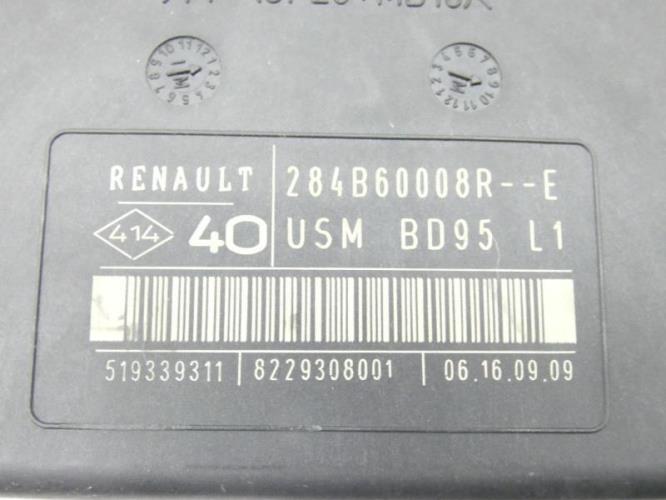 RENAULT 284B60008R--E
414 40 USM BD95 L1
519339311 8229308001 06.16.09.09